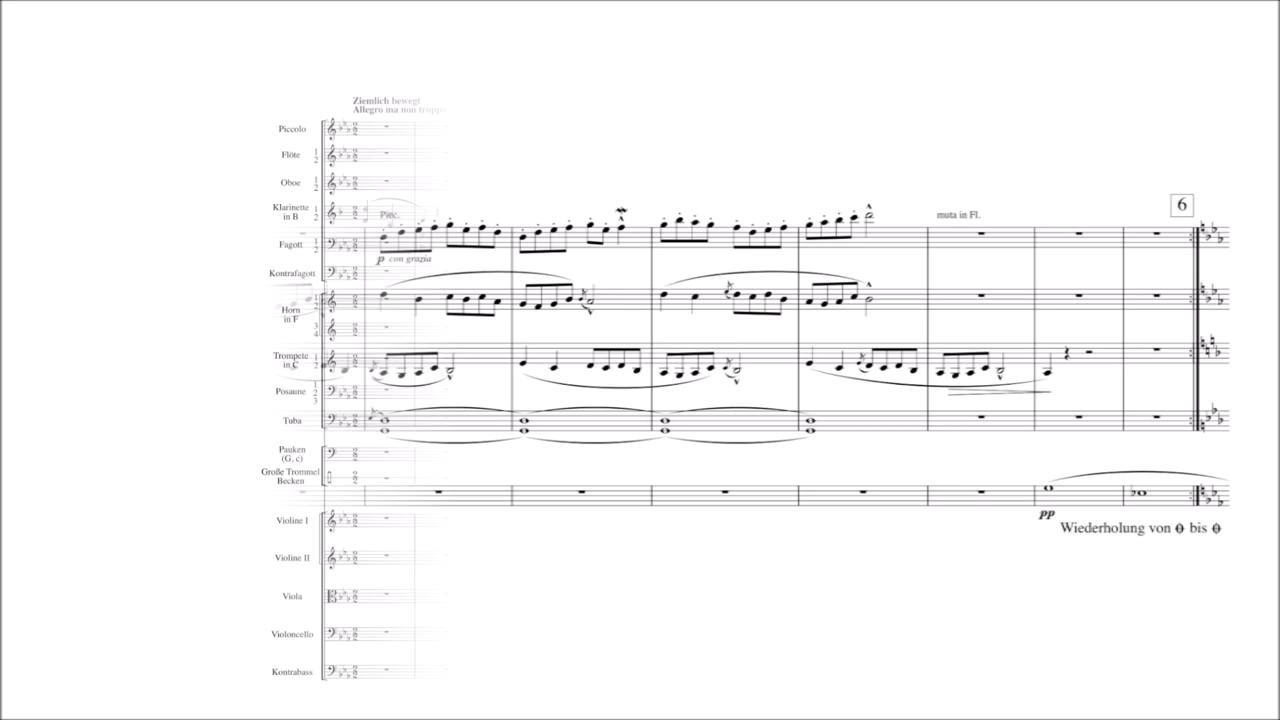 Ziemlich bewegt
Allegro ma non tropp
Piccolo
Flöte 1 2
Oboe 1 2
Klarinette
in B 1 2
Picc.
muta in Fl.
6
Fagott 1 2
p con grazia
Kontrafagott
Horn
in F 1 2 3 4
Trompete
in C 1 2
Posaune 1 2 3
Tuba
Pauken
(G, c)
Große Trommel
Becken
pp
Violine I
Wiederholung von 𝄌 bis 𝄌
Violine II
Viola
Violoncello
Kontrabass